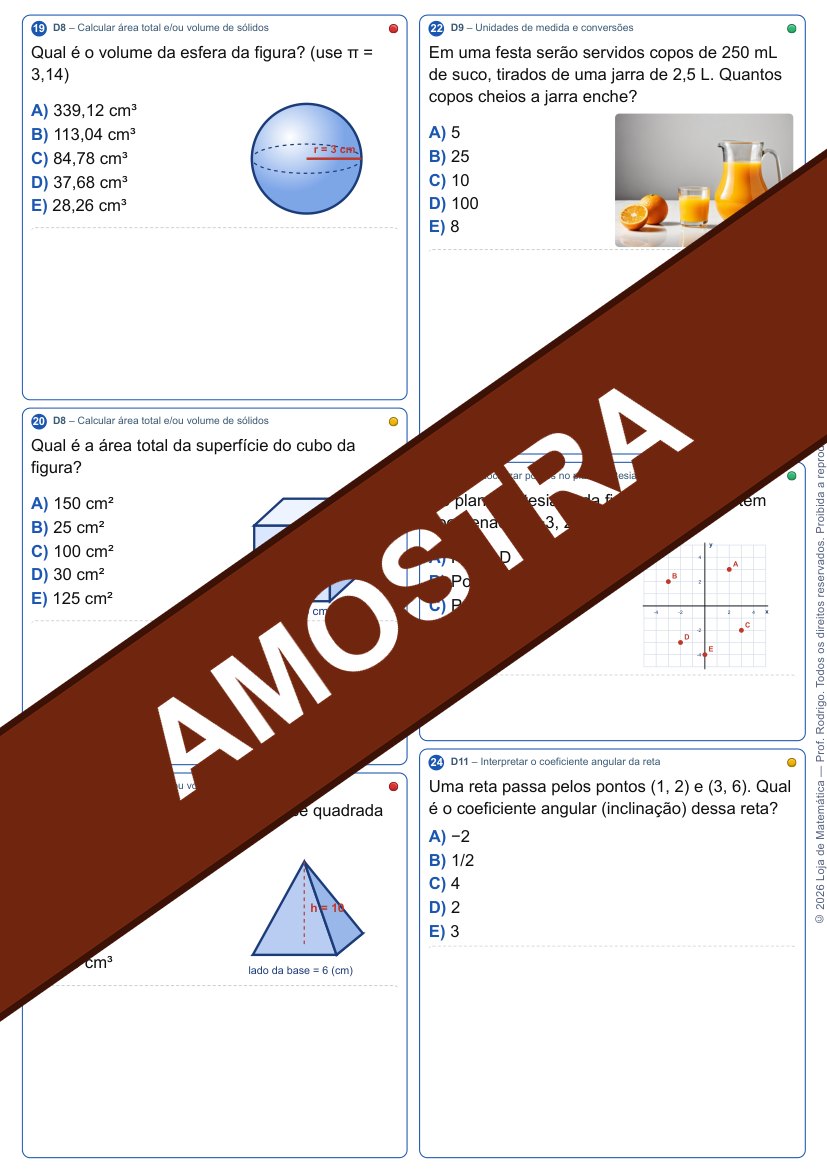 19 D8 – Calcular área total e/ou volume de sólidos
Qual é o volume da esfera da figura? (use π =
3,14)
A) 339,12 cm³
B) 113,04 cm³
C) 84,78 cm³
D) 37,68 cm³
E) 28,26 cm³
r = 3 cm
20 D8 – Calcular área total e/ou volume de sólidos
Qual é a área total da superfície do cubo da
figura?
A) 150 cm²
B) 25 cm²
C) 100 cm²
D) 30 cm²
E) 125 cm²
cm
quadrada
h = 10
cm³
lado da base = 6 (cm)
22 D9 – Unidades de medida e conversões
Em uma festa serão servidos copos de 250 mL
de suco, tirados de uma jarra de 2,5 L. Quantos
copos cheios a jarra enche?
A) 5
B) 25
C) 10
D) 100
E) 8
A)
D
B)
C)
y
A
B
C
D
E
x
24 D11 – Interpretar o coeficiente angular da reta
Uma reta passa pelos pontos (1, 2) e (3, 6). Qual
é o coeficiente angular (inclinação) dessa reta?
A) −2
B) 1/2
C) 4
D) 2
E) 3
AMOSTRA
© 2026 Loja de Matemática — Prof. Rodrigo. Todos os direitos reservados. Proibida a